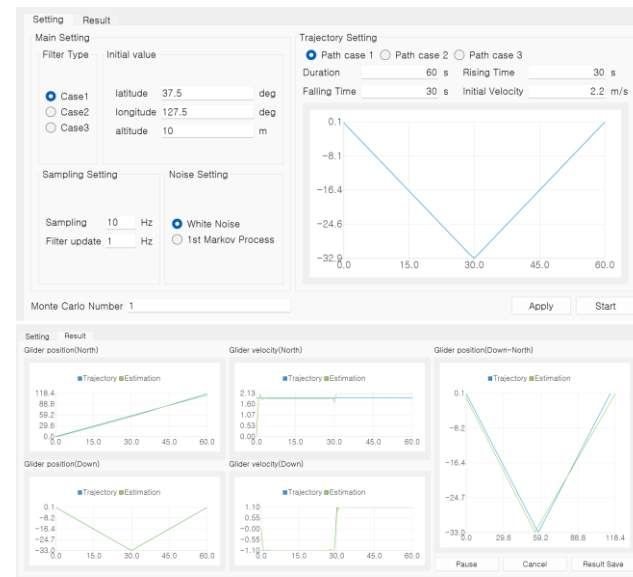 Setting Result
Main Setting
Filter Type
Case1
Case2
Case3
Initial value
latitude 37.5 deg
longitude 127.5 deg
altitude 10 m
Sampling Setting
Sampling 10 Hz
Filter update 1 Hz
Noise Setting
White Noise
1st Markov Process
Monte Carlo Number 1
Trajectory Setting
Path case 1 Path case 2 Path case 3
Duration 60 s Rising Time 30 s
Falling Time 30 s Initial Velocity 2.2 m/s
0.1
-8.1
-16.4
-24.6
-32.9
0.0 15.0 30.0 45.0 60.0
Apply Start
Setting Result
Glider position(North)
Trajectory Estimation
118.4
88.8
59.2
29.6
0.0
0.0 15.0 30.0 45.0 60.0
Glider velocity(North)
Trajectory Estimation
2.13
1.60
1.07
0.53
0.00
0.0 15.0 30.0 45.0 60.0
Glider position(Down)
Trajectory Estimation
0.1
-8.2
-16.4
-24.7
-33.0
0.0 15.0 30.0 45.0 60.0
Glider velocity(Down)
Trajectory Estimation
1.10
0.55
-0.00
-0.55
-1.10
0.0 15.0 30.0 45.0 60.0
Glider position(Down-North)
Trajectory Estimation
0.1
-8.2
-16.4
-24.7
-33.0
0.0 29.6 59.2 88.8 118.4
Pause Cancel Result Save